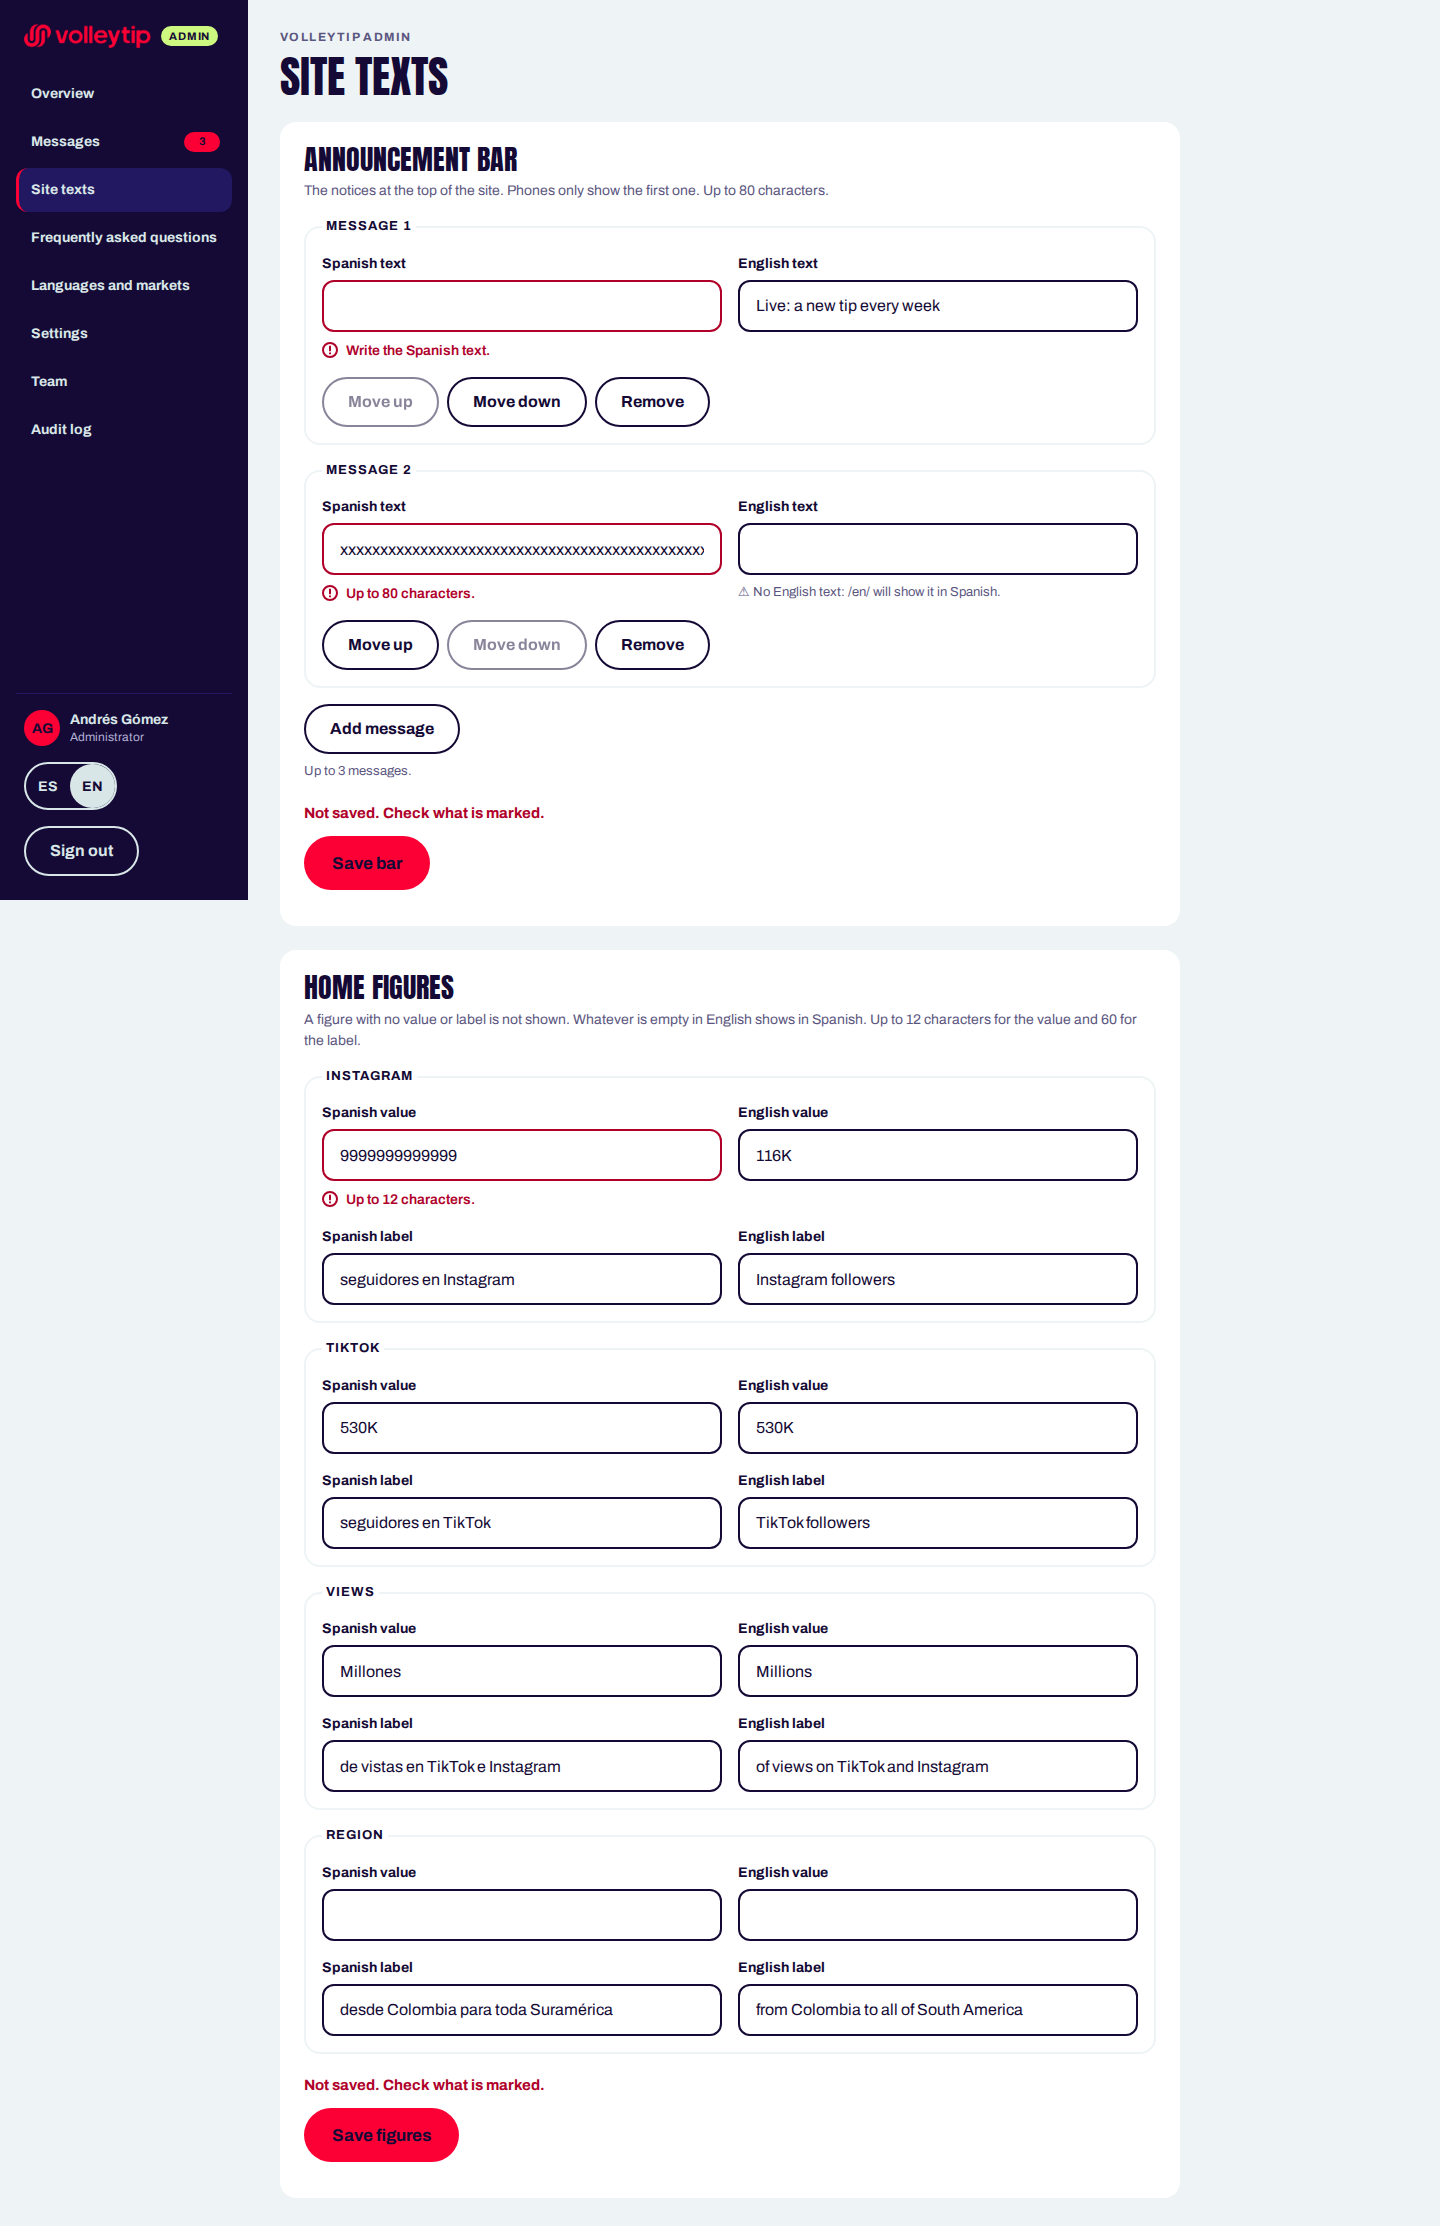 volleytip ADMIN
Overview
Messages 3
Site texts
Frequently asked questions
Languages and markets
Settings
Team
Audit log
AG Andrés Gómez
Administrator
ES EN
Sign out
VOLLEYTIP ADMIN
SITE TEXTS
ANNOUNCEMENT BAR
The notices at the top of the site. Phones only show the first one. Up to 80 characters.
MESSAGE 1
Spanish text English text
Live: a new tip every week
Write the Spanish text.
Move up Move down Remove
MESSAGE 2
Spanish text English text
Up to 80 characters. ⚠ No English text: /en/ will show it in Spanish.
Move up Move down Remove
Add message
Up to 3 messages.
Not saved. Check what is marked.
Save bar
HOME FIGURES
A figure with no value or label is not shown. Whatever is empty in English shows in Spanish. Up to 12 characters for the value and 60 for
the label.
INSTAGRAM
Spanish value English value
9999999999999 116K
Up to 12 characters.
Spanish label English label
seguidores en Instagram Instagram followers
TIKTOK
Spanish value English value
530K 530K
Spanish label English label
seguidores en TikTok TikTok followers
VIEWS
Spanish value English value
Millones Millions
Spanish label English label
de vistas en TikTok e Instagram of views on TikTok and Instagram
REGION
Spanish value English value
Spanish label English label
desde Colombia para toda Suramérica from Colombia to all of South America
Not saved. Check what is marked.
Save figures